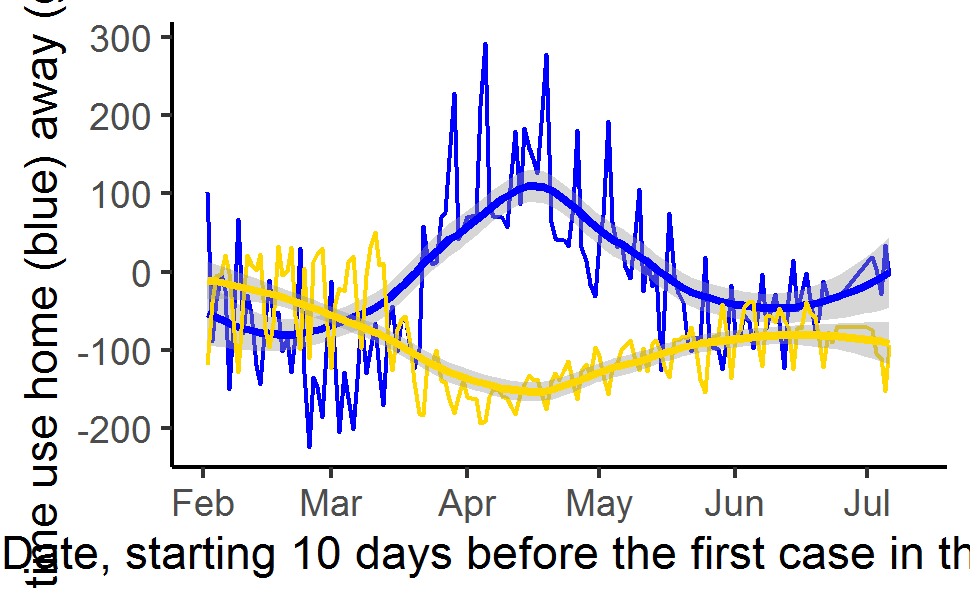 time use home (blue) away (
300
200
100
0
-100
-200
Feb Mar Apr May Jun Jul
Date, starting 10 days before the first case in th